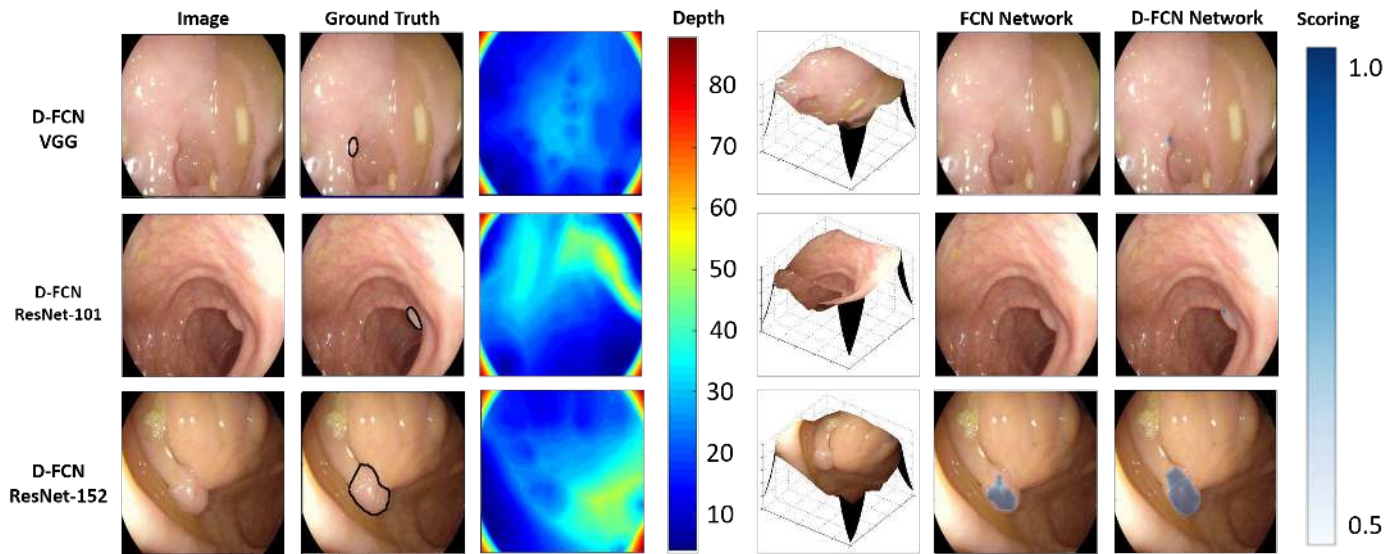 Image
Ground Truth
Depth
FCN Network
D-FCN Network
Scoring
D-FCN
VGG
D-FCN
ResNet-101
D-FCN
ResNet-152
80
70
60
50
40
30
20
10
1.0
0.5